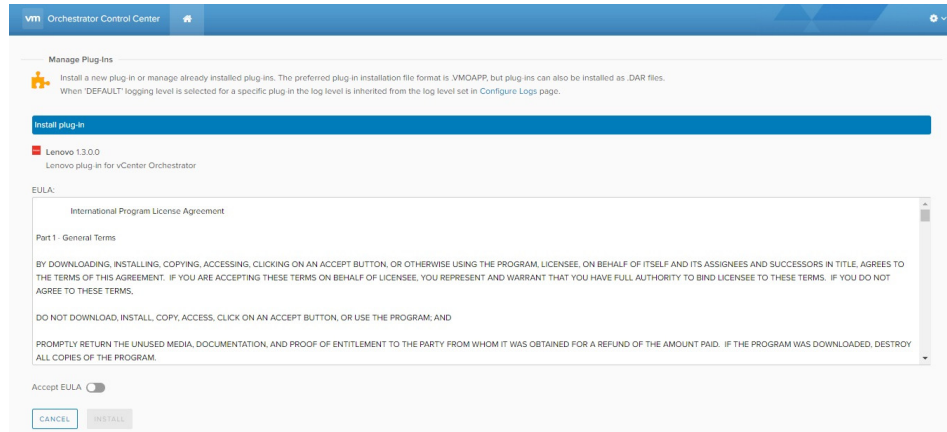 vm Orchestrator Control Center
Manage Plug-Ins
Install a new plug-in or manage already installed plug-ins. The preferred plug-in installation file format is .VMOAPP, but plug-ins can also be installed as .DAR files.
When 'DEFAULT' logging level is selected for a specific plug-in the log level is inherited from the log level set in Configure Logs page.
Install plug-in
Lenovo 1.3.0.0
Lenovo plug-in for vCenter Orchestrator
EULA:
International Program License Agreement
Part 1 - General Terms
BY DOWNLOADING, INSTALLING, COPYING, ACCESSING, CLICKING ON AN ACCEPT BUTTON, OR OTHERWISE USING THE PROGRAM, LICENSEE, ON BEHALF OF ITSELF AND ITS ASSIGNEES AND SUCCESSORS IN TITLE, AGREES TO
THE TERMS OF THIS AGREEMENT. IF YOU ARE ACCEPTING THESE TERMS ON BEHALF OF LICENSEE, YOU REPRESENT AND WARRANT THAT YOU HAVE FULL AUTHORITY TO BIND LICENSEE TO THESE TERMS. IF YOU DO NOT
AGREE TO THESE TERMS,
DO NOT DOWNLOAD, INSTALL, COPY, ACCESS, CLICK ON AN ACCEPT BUTTON, OR USE THE PROGRAM; AND
PROMPTLY RETURN THE UNUSED MEDIA, DOCUMENTATION, AND PROOF OF ENTITLEMENT TO THE PARTY FROM WHOM IT WAS OBTAINED FOR A REFUND OF THE AMOUNT PAID. IF THE PROGRAM WAS DOWNLOADED, DESTROY
ALL COPIES OF THE PROGRAM.
Accept EULA
CANCEL INSTALL